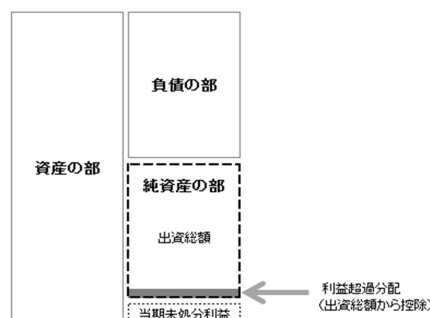 負債の部
資産の部
純資産の部
出資総額
利益超過分配
（出資総額から控除）
当期未処分利益